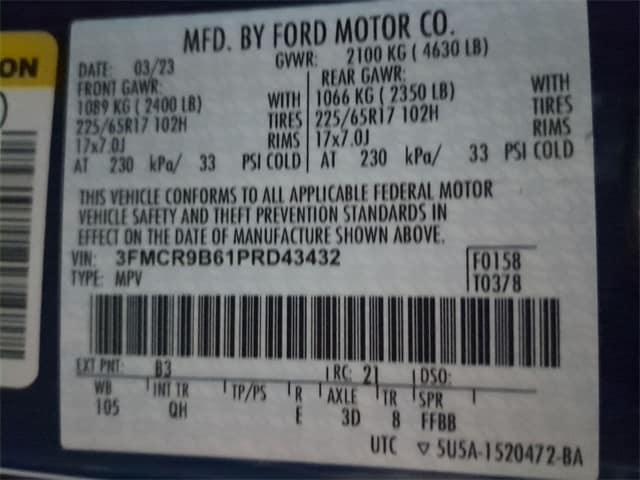 ON
MFD. BY FORD MOTOR CO.
DATE: 03/23 GVWR: 2100 KG ( 4630 LB)
FRONT GAWR: REAR GAWR:
1089 KG (2400 LB) WITH 1066 KG ( 2350 LB) WITH
225/65R17 102H TIRES 225/65R17 102H TIRES
17x7.0J RIMS 17x7.0J RIMS
AT 230 kPa/ 33 PSI COLD AT 230 kPa/ 33 PSI COLD
THIS VEHICLE CONFORMS TO ALL APPLICABLE FEDERAL MOTOR
VEHICLE SAFETY AND THEFT PREVENTION STANDARDS IN
EFFECT ON THE DATE OF MANUFACTURE SHOWN ABOVE.
VIN: 3FMCR9B61PRD43432 F0158
TYPE: MPV T0378
EXT PNT: B3 RC: 21 DSO:
WB INT TR TP/PS R AXLE TR SPR
105 QH E 3D 8 FFBB
UTC ▽ 5U5A-1520472-BA